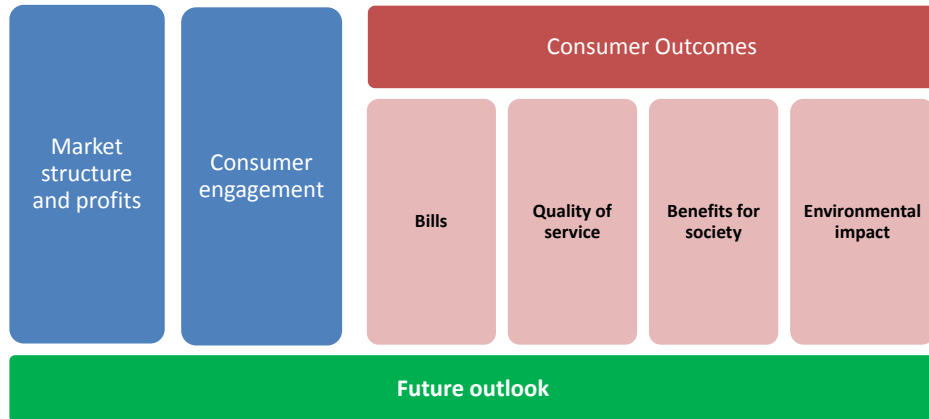 Market
structure
and profits
Consumer
engagement
Consumer Outcomes
Bills
Quality of
service
Benefits for
society
Environmental
impact
Future outlook